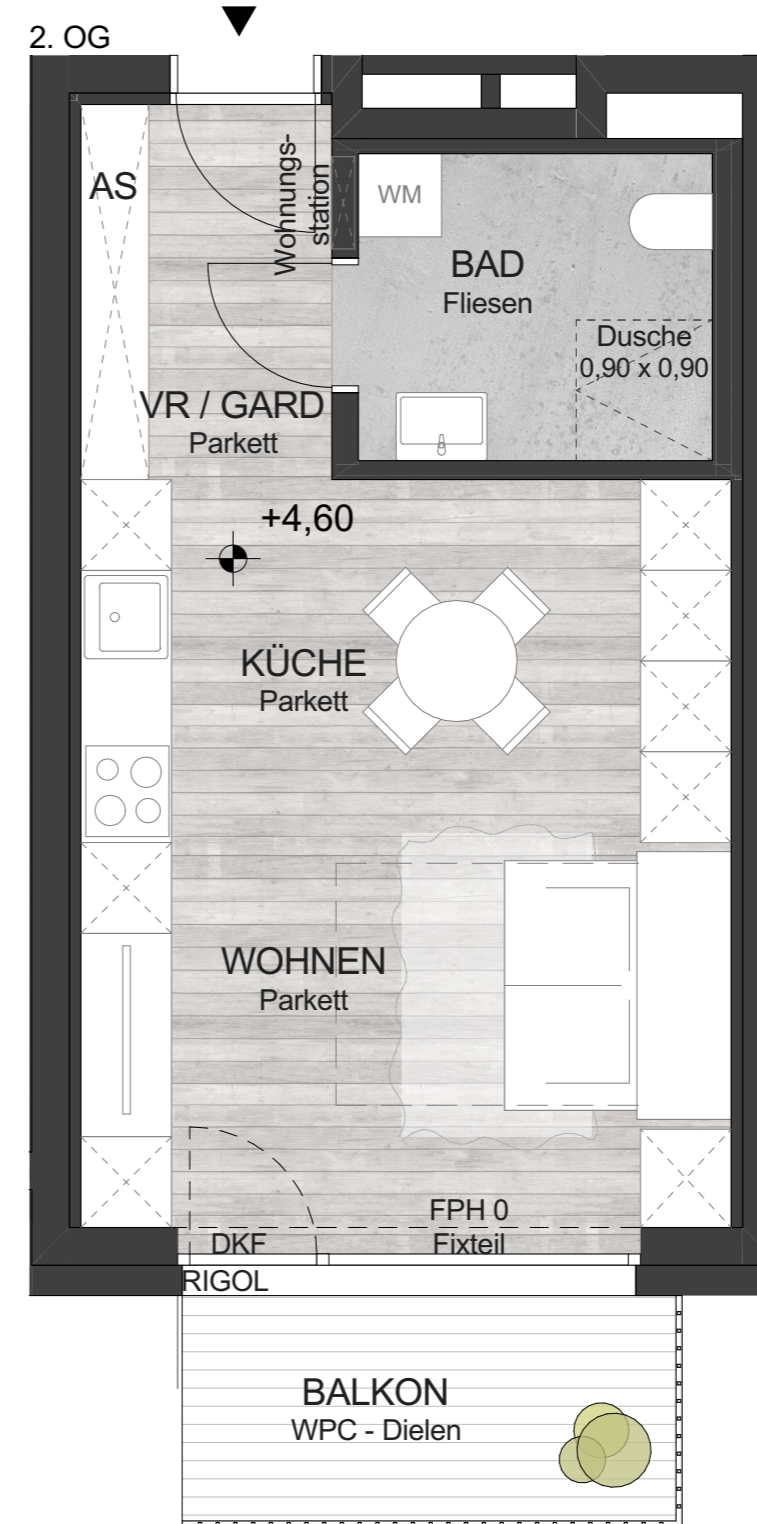 2. OG
AS
Wohnungs-
station
WM
BAD
Fliesen
Dusche
0,90 x 0,90
VR / GARD
Parkett
+4,60
KÜCHE
Parkett
WOHNEN
Parkett
FPH 0
DKF
Fixteil
RIGOL
BALKON
WPC - Dielen